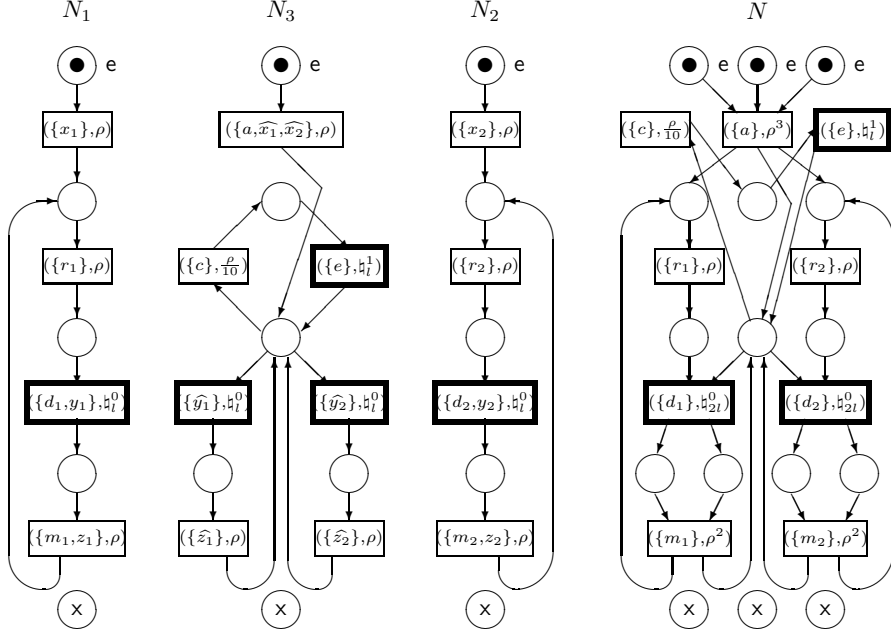 N₁ N₃ N₂ N
e e e e
({x₁},ρ) ({a,x̂₁,x̂₂},ρ) ({x₂},ρ) ({c},ρ/10) ({a},ρ³) ({e},♮ₗ¹)
({r₁},ρ) ({c},ρ/10) ({e},♮ₗ¹) ({r₂},ρ) ({r₁},ρ) ({r₂},ρ)
({d₁,y₁},♮ₗ⁰) ({ŷ₁},♮ₗ⁰) ({ŷ₂},♮ₗ⁰) ({d₂,y₂},♮ₗ⁰) ({d₁},♮₂ₗ⁰) ({d₂},♮₂ₗ⁰)
({m₁,z₁},ρ) ({ẑ₁},ρ) ({ẑ₂},ρ) ({m₂,z₂},ρ) ({m₁},ρ²) ({m₂},ρ²)
x x x x x x